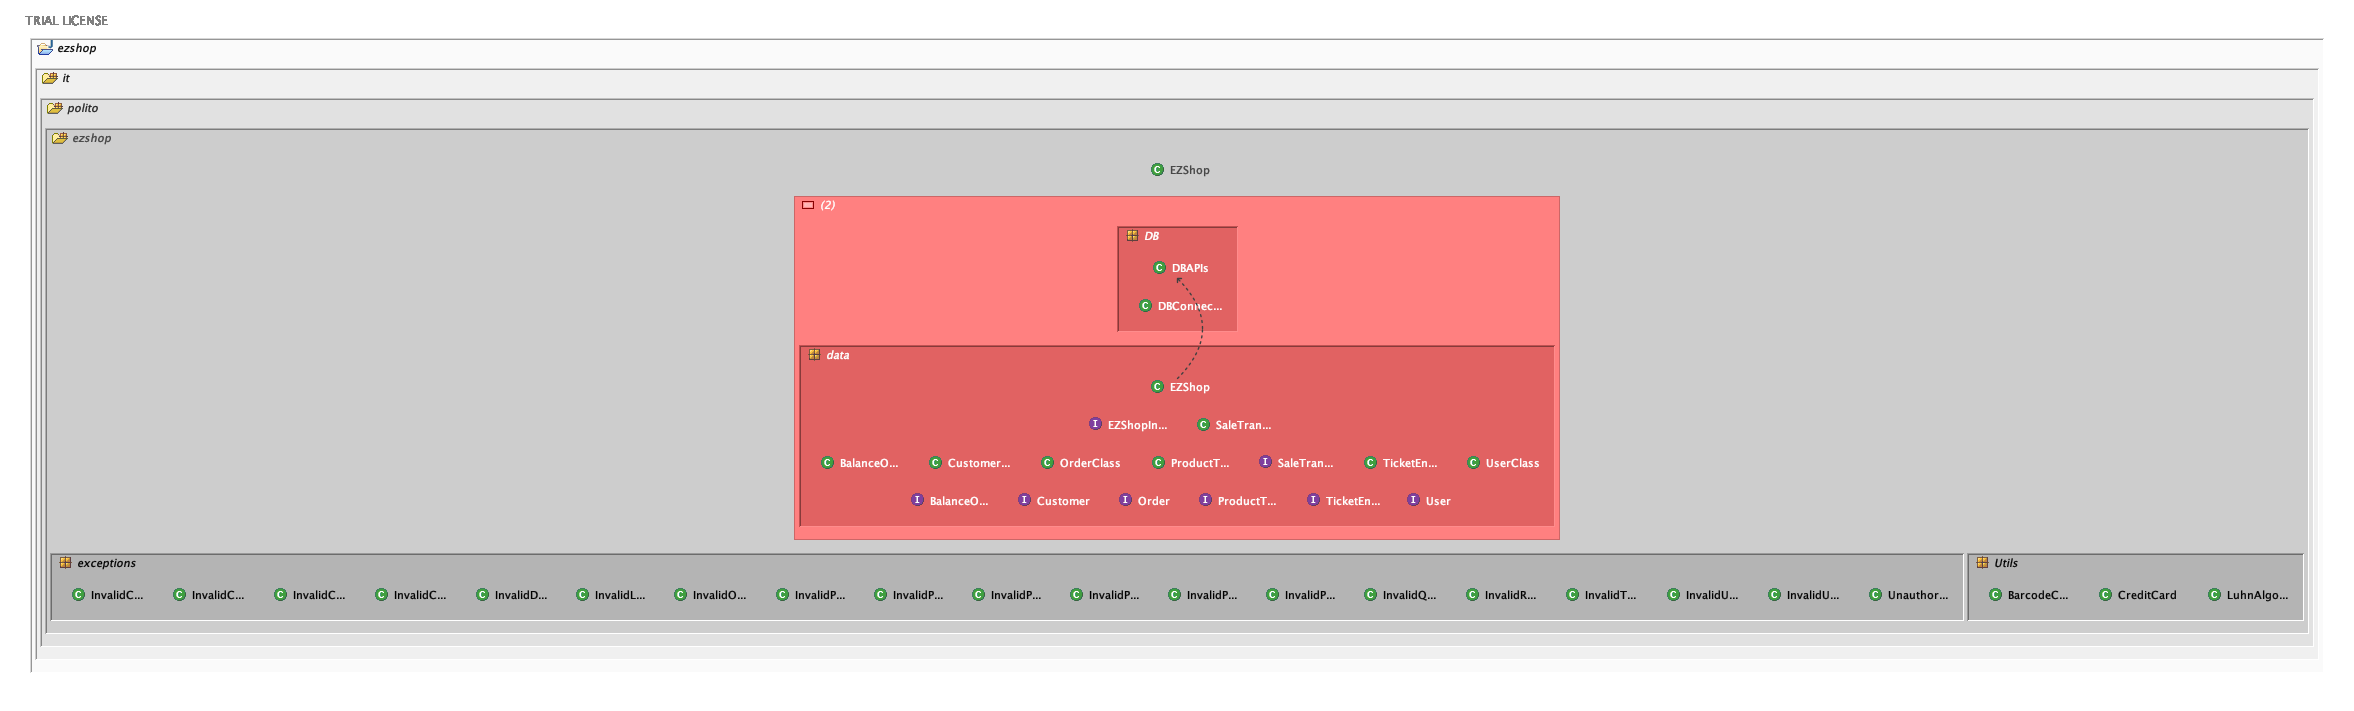 TRIAL LICENSE
ezshop
it
polito
ezshop
C EZShop
(2)
DB
C DBAPIs
C DBConnec...
data
C EZShop
I EZShopIn... C SaleTran...
C BalanceO... C Customer... C OrderClass C ProductT... I SaleTran... C TicketEn... C UserClass
I BalanceO... I Customer I Order I ProductT... I TicketEn... I User
exceptions Utils
C InvalidC... C InvalidC... C InvalidC... C InvalidC... C InvalidD... C InvalidL... C InvalidO... C InvalidP... C InvalidP... C InvalidP... C InvalidP... C InvalidP... C InvalidP... C InvalidQ... C InvalidR... C InvalidT... C InvalidU... C InvalidU... C Unauthor... C BarcodeC... C CreditCard C LuhnAlgo...